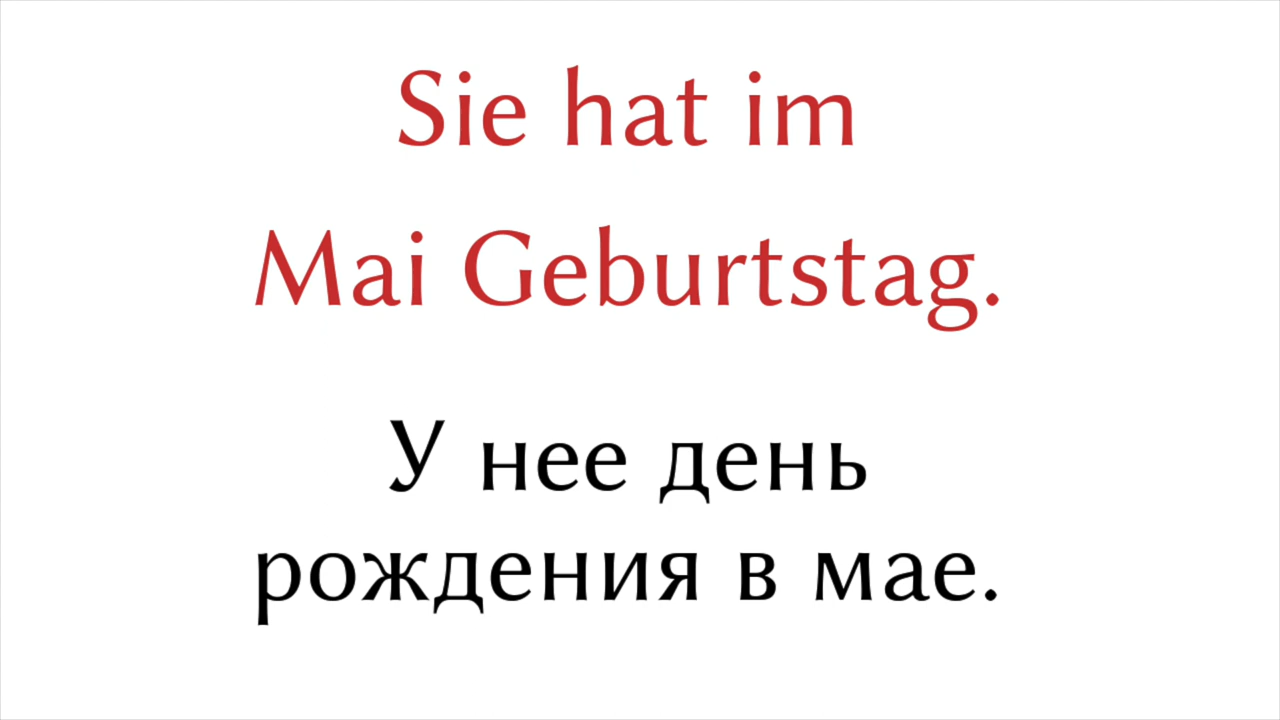 Sie hat im
Mai Geburtstag.
У нее день
рождения в мае.